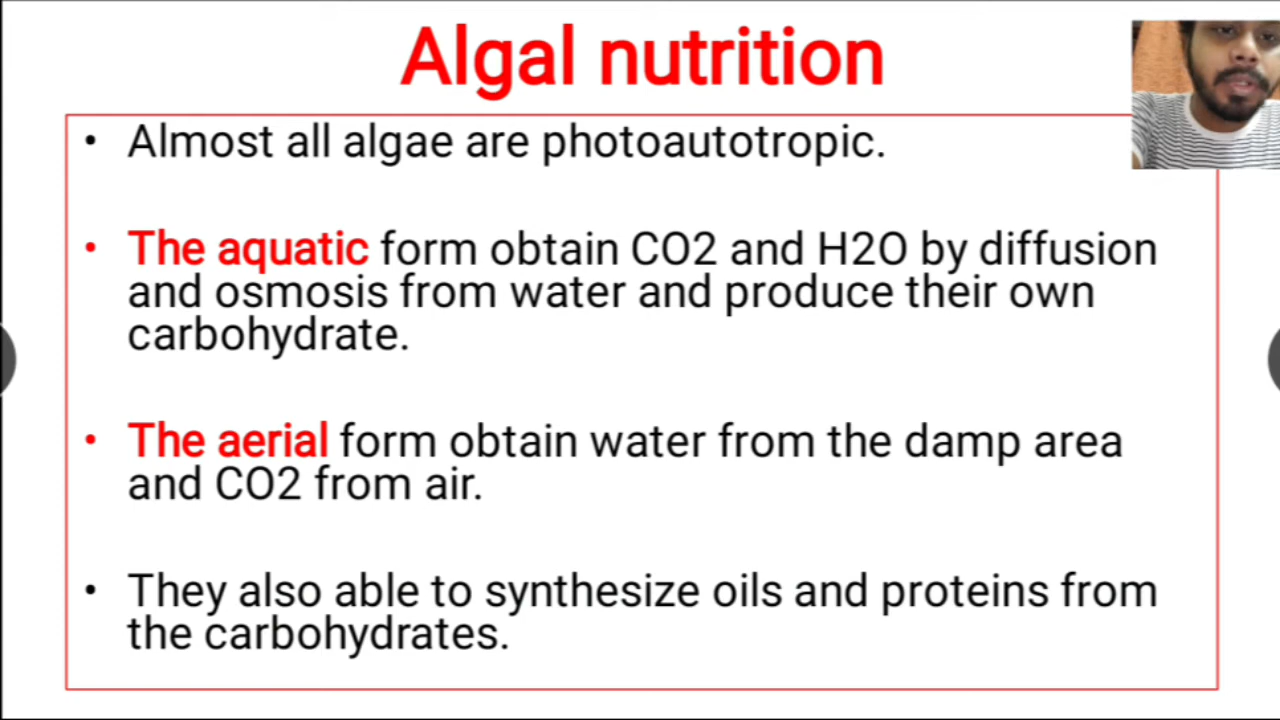 Algal nutrition
• Almost all algae are photoautotropic.
• The aquatic form obtain CO2 and H2O by diffusion
and osmosis from water and produce their own
carbohydrate.
• The aerial form obtain water from the damp area
and CO2 from air.
• They also able to synthesize oils and proteins from
the carbohydrates.